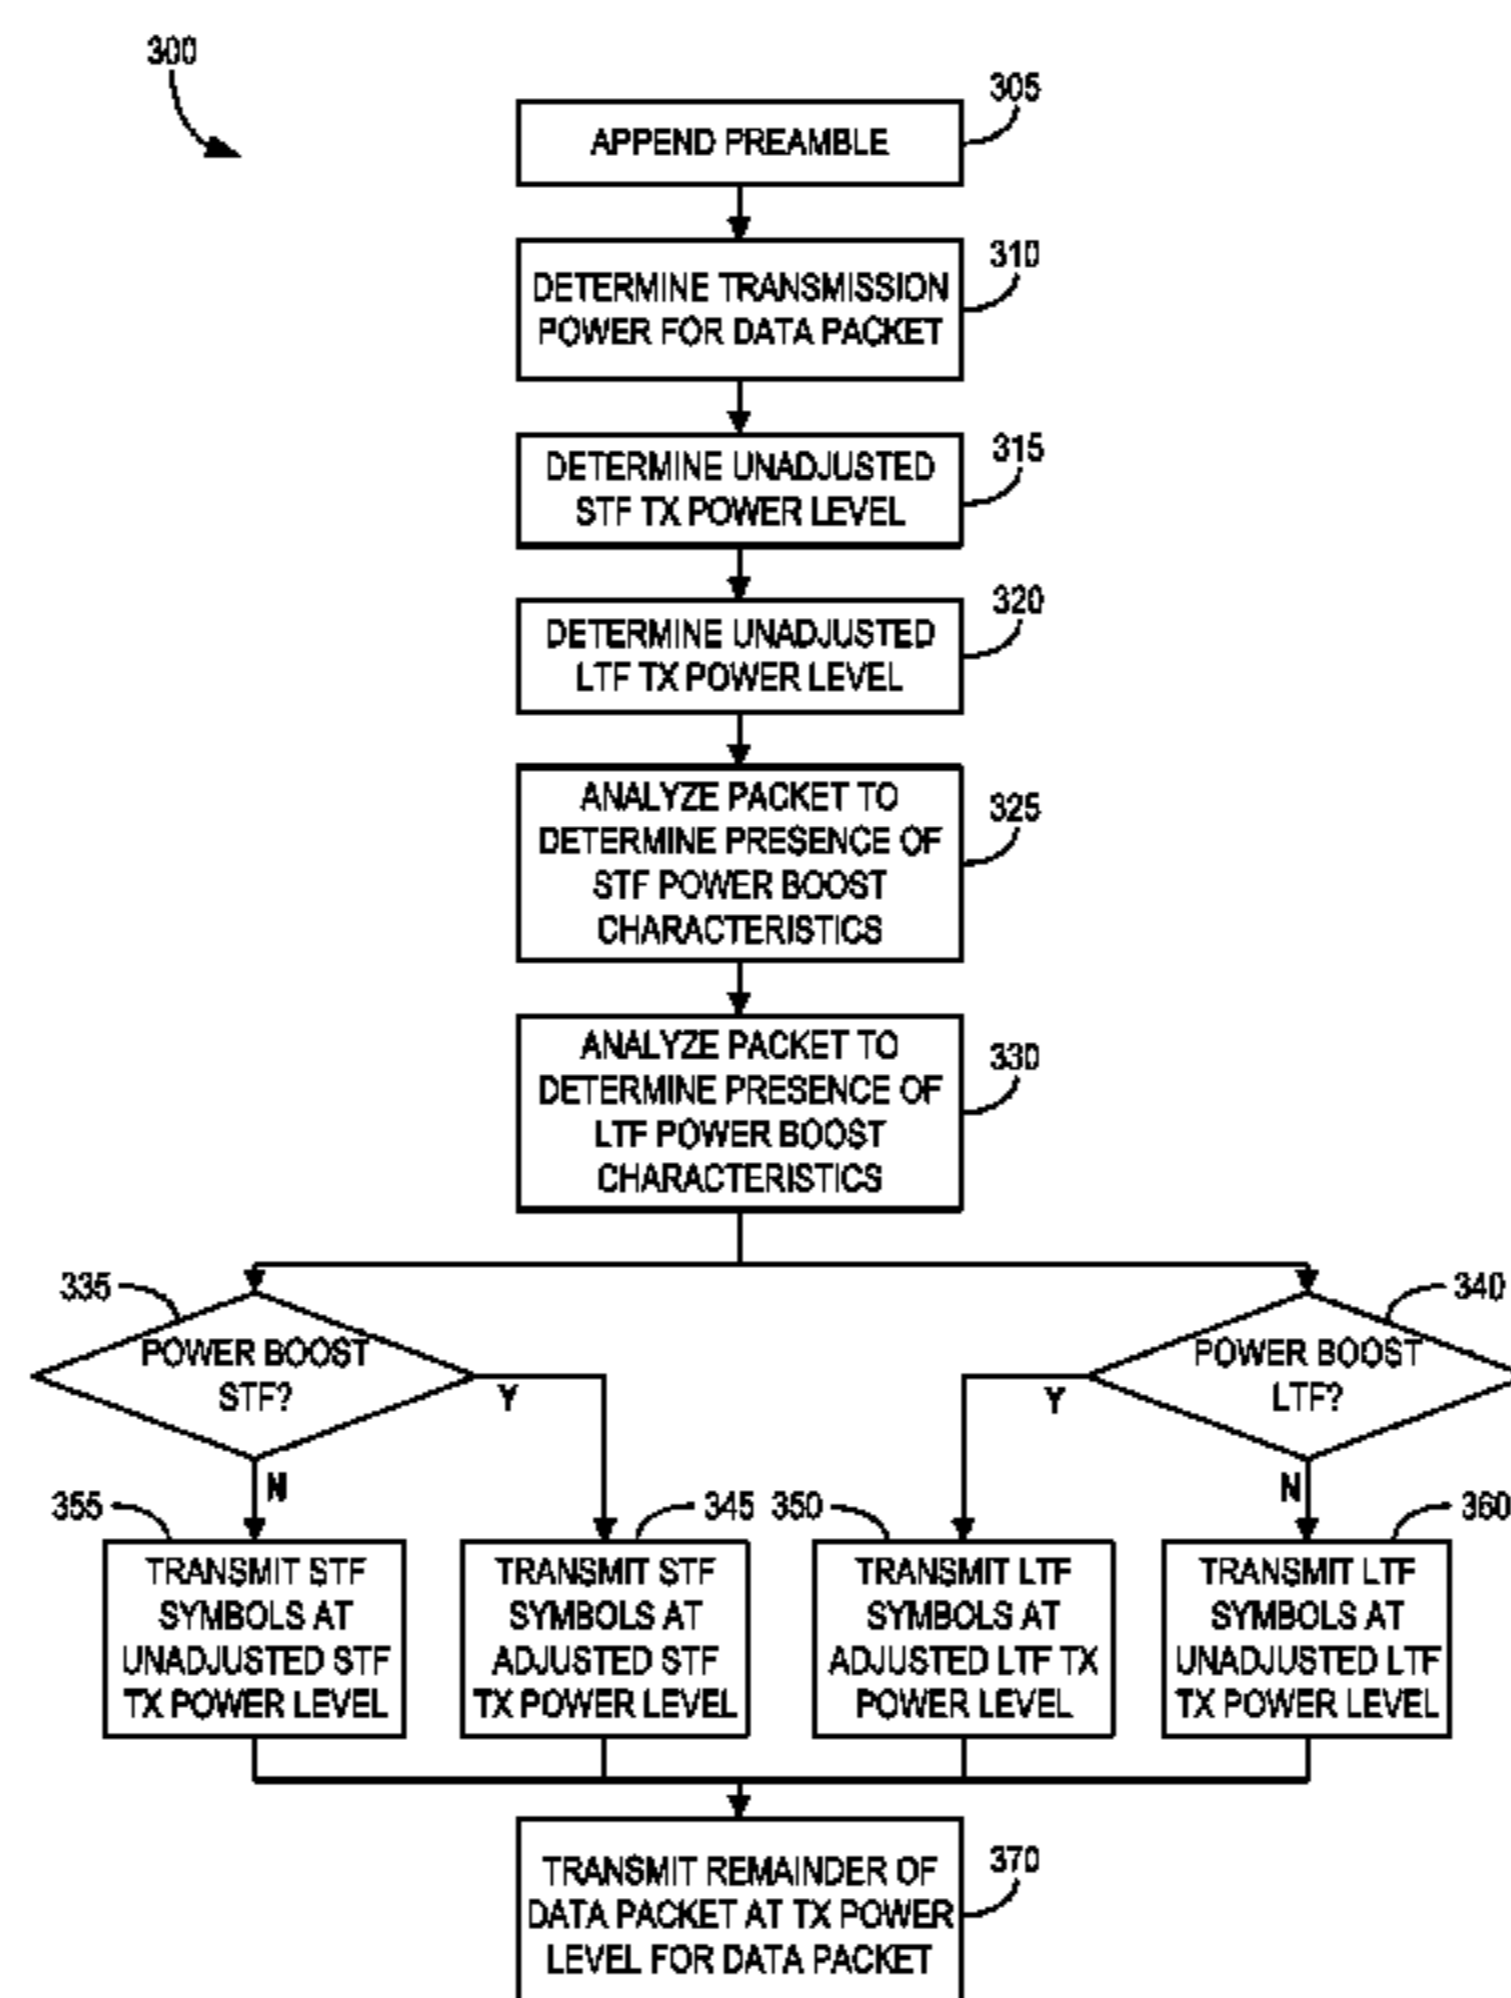 300
305
APPEND PREAMBLE
310
DETERMINE TRANSMISSION
POWER FOR DATA PACKET
315
DETERMINE UNADJUSTED
STF TX POWER LEVEL
320
DETERMINE UNADJUSTED
LTF TX POWER LEVEL
325
ANALYZE PACKET TO
DETERMINE PRESENCE OF
STF POWER BOOST
CHARACTERISTICS
330
ANALYZE PACKET TO
DETERMINE PRESENCE OF
LTF POWER BOOST
CHARACTERISTICS
335
POWER BOOST
STF?
Y
N
340
POWER BOOST
LTF?
Y
N
355
TRANSMIT STF
SYMBOLS AT
UNADJUSTED STF
TX POWER LEVEL
345
TRANSMIT STF
SYMBOLS AT
ADJUSTED STF
TX POWER LEVEL
350
TRANSMIT LTF
SYMBOLS AT
ADJUSTED LTF TX
POWER LEVEL
360
TRANSMIT LTF
SYMBOLS AT
UNADJUSTED LTF
TX POWER LEVEL
370
TRANSMIT REMAINDER OF
DATA PACKET AT TX POWER
LEVEL FOR DATA PACKET